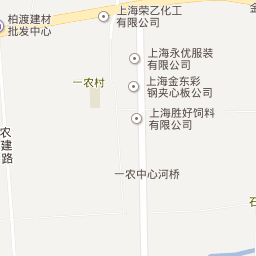 柏渡建材
批发中心
上海荣乙化工
有限公司
金
上海永优服装
有限公司
一农村
上海金东彩
钢夹心板公司
上海胜好饲料
有限公司
农
建
路
一农中心河桥
石